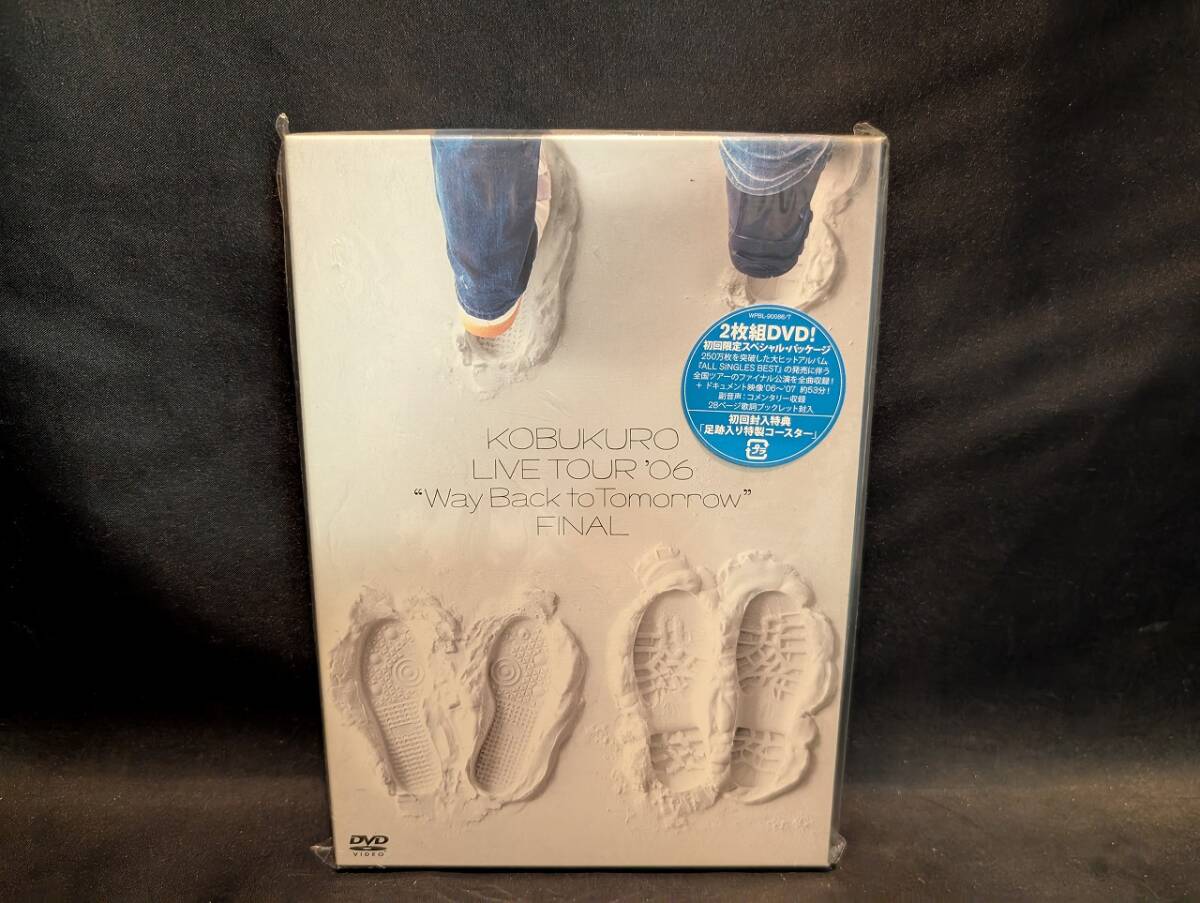 WPBL-90086/7
2枚組DVD!
初回限定スペシャル・パッケージ
250万枚を突破した大ヒットアルバム
『ALL SINGLES BEST』の発売に伴う
全国ツアーのファイナル公演を全曲収録!
+ ドキュメント映像'06〜'07 約53分!
副音声:コメンタリー収録
28ページ歌詞ブックレット封入
初回封入特典
「足跡入り特製コースター」
プラ
KOBUKURO
LIVE TOUR '06
“Way Back to Tomorrow”
FINAL
DVD
VIDEO